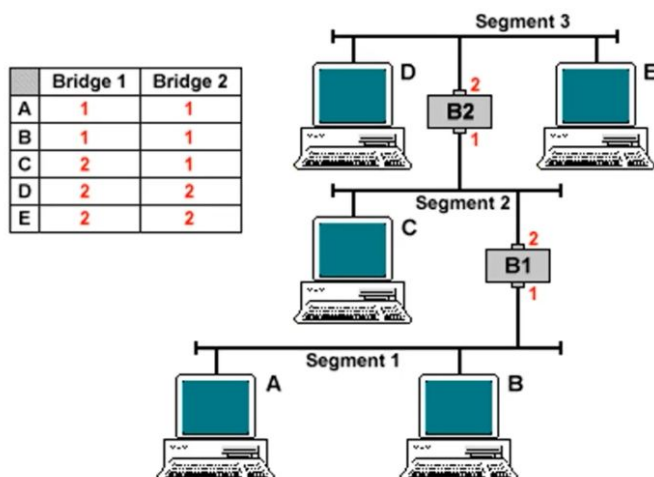 Bridge 1 Bridge 2
A 1 1
B 1 1
C 2 1
D 2 2
E 2 2
Segment 3
D
E
2
B2
1
Segment 2
C
2
B1
1
Segment 1
A
B